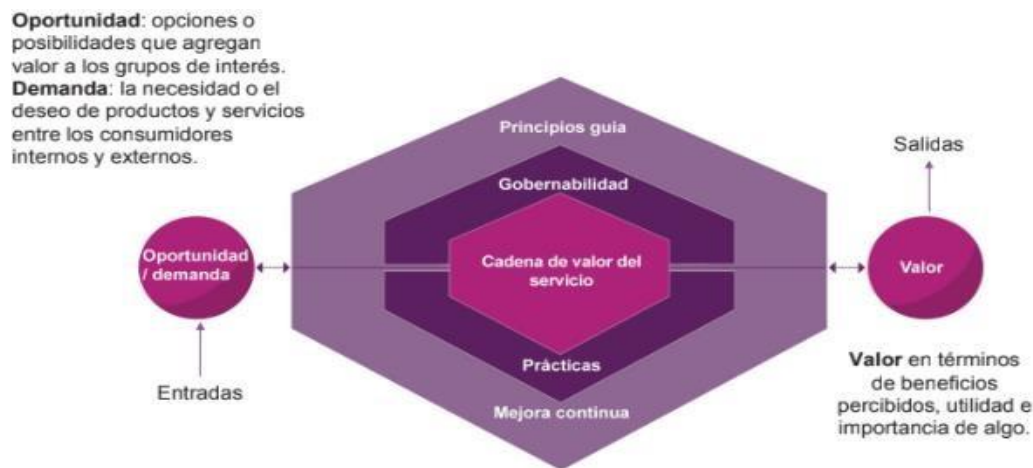 Oportunidad: opciones o
posibilidades que agregan
valor a los grupos de interés.
Demanda: la necesidad o el
deseo de productos y servicios
entre los consumidores
internos y externos.
Principios guia
Gobernabilidad
Salidas
Oportunidad
/ demanda
Cadena de valor del
servicio
Valor
Prácticas
Entradas
Mejora continua
Valor en términos
de beneficios
percibidos, utilidad e
importancia de algo.